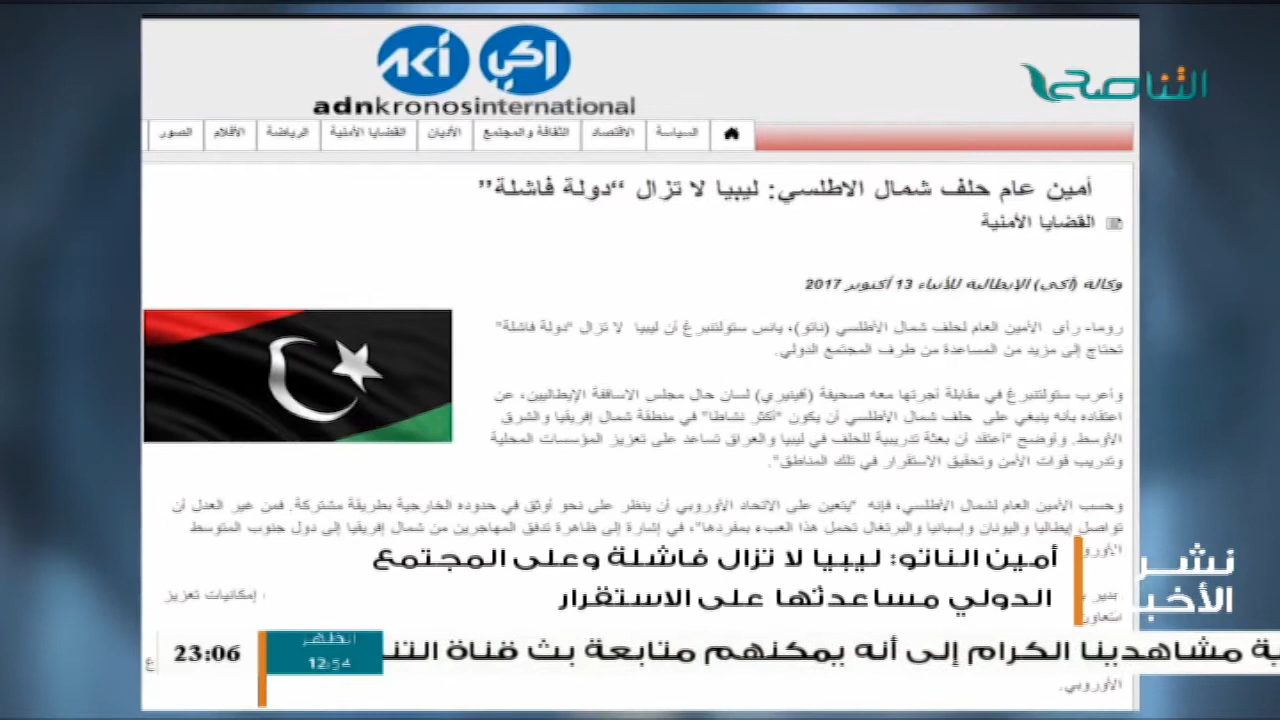 AKI اكي
التناصح
adnkronosinternational
السياسة الاقتصاد الثقافة والمجتمع الأديان القضايا الأمنية الرياضة الأفلام الصور
أمين عام حلف شمال الاطلسي: ليبيا لا تزال “دولة فاشلة”
القضايا الأمنية
وكالة (آكي) الإيطالية للأنباء 13 أكتوبر 2017
روما- رأى الأمين العام لحلف شمال الأطلسي (ناتو)، يانس ستولتنبرغ أن ليبيا لا تزال "دولة فاشلة"
تحتاج إلى مزيد من المساعدة من طرف المجتمع الدولي.
وأعرب ستولتنبرغ في مقابلة أجرتها معه صحيفة (أفينيري) لسان حال مجلس الاساقفة الإيطاليين، عن
اعتقاده بأنه ينبغي على حلف شمال الأطلسي أن يكون "أكثر نشاطا" في منطقة شمال إفريقيا والشرق
الأوسط. وأوضح "أعتقد أن بعثة تدريبية للحلف في ليبيا والعراق تساعد على تعزيز المؤسسات المحلية
وتدريب قوات الأمن وتحقيق الاستقرار في تلك المناطق".
وحسب الأمين العام لشمال الأطلسي، فإنه "يتعين على الاتحاد الأوروبي أن ينظر على نحو أوثق في حدوده الخارجية بطريقة مشتركة. فمن غير العدل أن
تواصل إيطاليا واليونان وإسبانيا والبرتغال تحمل هذا العبء بمفردها"، في إشارة إلى ظاهرة تدفق المهاجرين من شمال إفريقيا إلى دول جنوب المتوسط
نشر
الأخب
أمين الناتو: ليبيا لا تزال فاشلة وعلى المجتمع
الدولي مساعدتها على الاستقرار
إمكانيات تعزيز
ية مشاهدينا الكرام إلى أنه يمكنهم متابعة بث قناة التن
الظهر
12:54
23:06
الأوروبي.